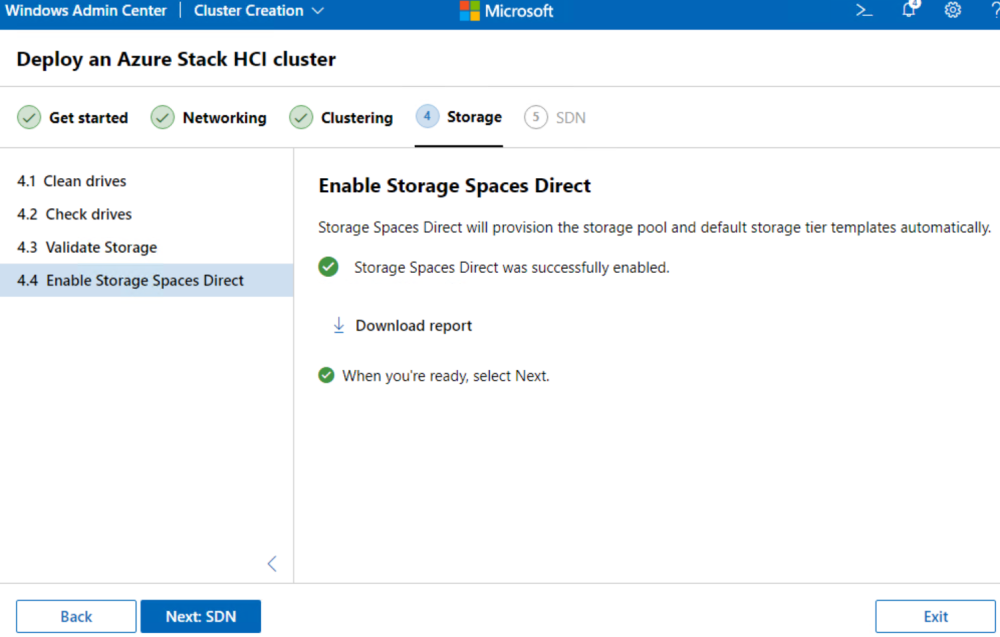 Windows Admin Center | Cluster Creation Microsoft 4 ?
Deploy an Azure Stack HCI cluster
Get started Networking Clustering 4 Storage 5 SDN
4.1 Clean drives
4.2 Check drives
4.3 Validate Storage
4.4 Enable Storage Spaces Direct
Enable Storage Spaces Direct
Storage Spaces Direct will provision the storage pool and default storage tier templates automatically.
Storage Spaces Direct was successfully enabled.
Download report
When you're ready, select Next.
Back Next: SDN Exit